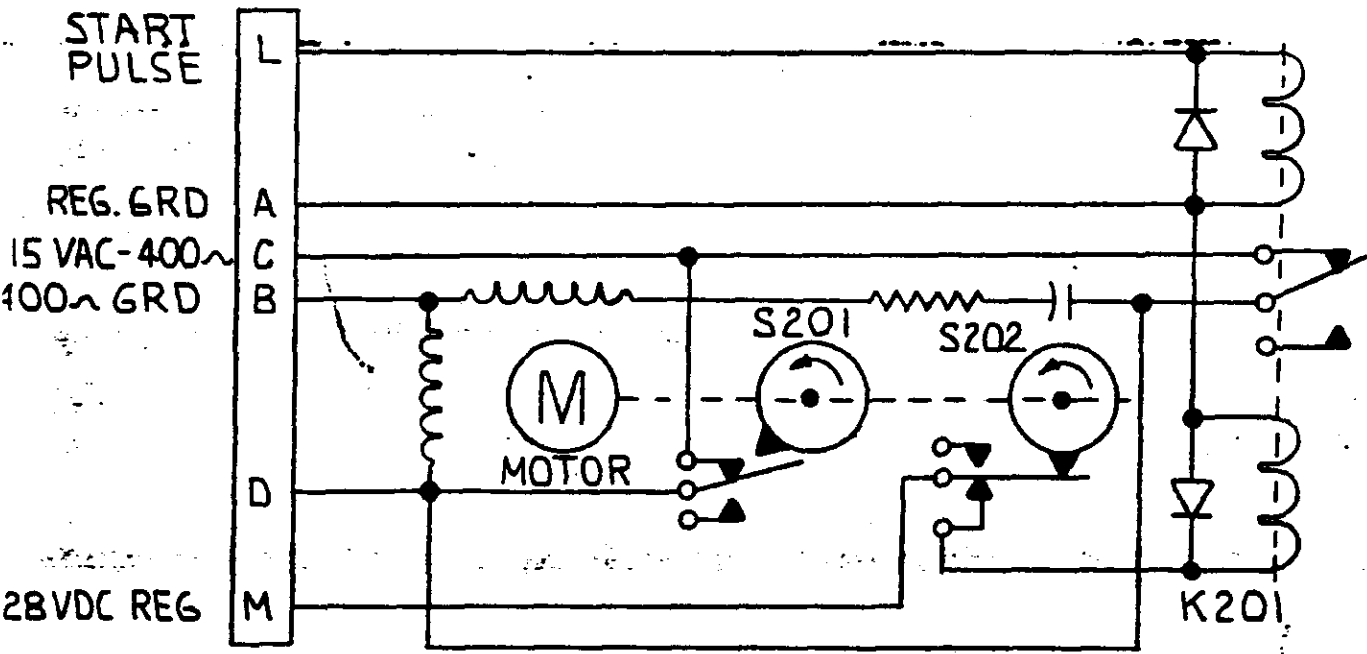 START
PULSE
L
REG. GRD
A
15 VAC-400~
C
400~ GRD
B
S201
S202
M
MOTOR
D
28VDC REG
M
K201